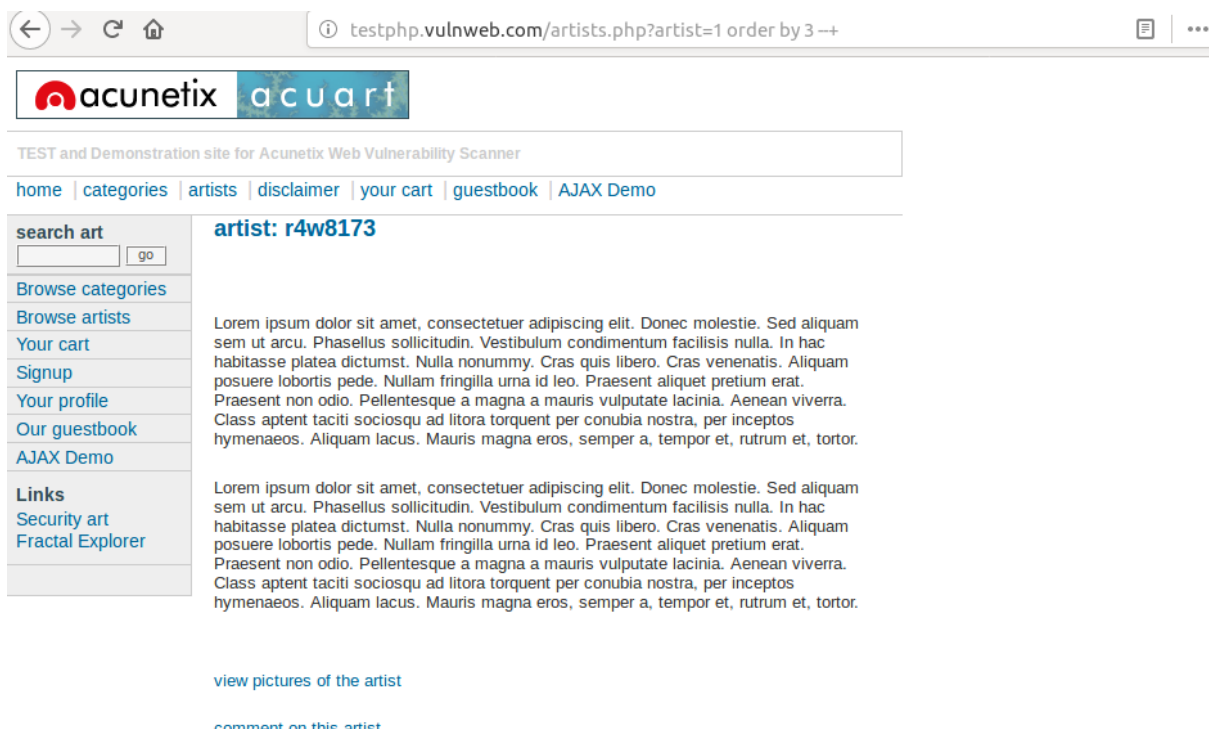 testphp.vulnweb.com/artists.php?artist=1 order by 3 --+
acunetix acuart
TEST and Demonstration site for Acunetix Web Vulnerability Scanner
home | categories | artists | disclaimer | your cart | guestbook | AJAX Demo
search art
go
Browse categories
Browse artists
Your cart
Signup
Your profile
Our guestbook
AJAX Demo
Links
Security art
Fractal Explorer
artist: r4w8173
Lorem ipsum dolor sit amet, consectetuer adipiscing elit. Donec molestie. Sed aliquam
sem ut arcu. Phasellus sollicitudin. Vestibulum condimentum facilisis nulla. In hac
habitasse platea dictumst. Nulla nonummy. Cras quis libero. Cras venenatis. Aliquam
posuere lobortis pede. Nullam fringilla urna id leo. Praesent aliquet pretium erat.
Praesent non odio. Pellentesque a magna a mauris vulputate lacinia. Aenean viverra.
Class aptent taciti sociosqu ad litora torquent per conubia nostra, per inceptos
hymenaeos. Aliquam lacus. Mauris magna eros, semper a, tempor et, rutrum et, tortor.
Lorem ipsum dolor sit amet, consectetuer adipiscing elit. Donec molestie. Sed aliquam
sem ut arcu. Phasellus sollicitudin. Vestibulum condimentum facilisis nulla. In hac
habitasse platea dictumst. Nulla nonummy. Cras quis libero. Cras venenatis. Aliquam
posuere lobortis pede. Nullam fringilla urna id leo. Praesent aliquet pretium erat.
Praesent non odio. Pellentesque a magna a mauris vulputate lacinia. Aenean viverra.
Class aptent taciti sociosqu ad litora torquent per conubia nostra, per inceptos
hymenaeos. Aliquam lacus. Mauris magna eros, semper a, tempor et, rutrum et, tortor.
view pictures of the artist
comment on this artist